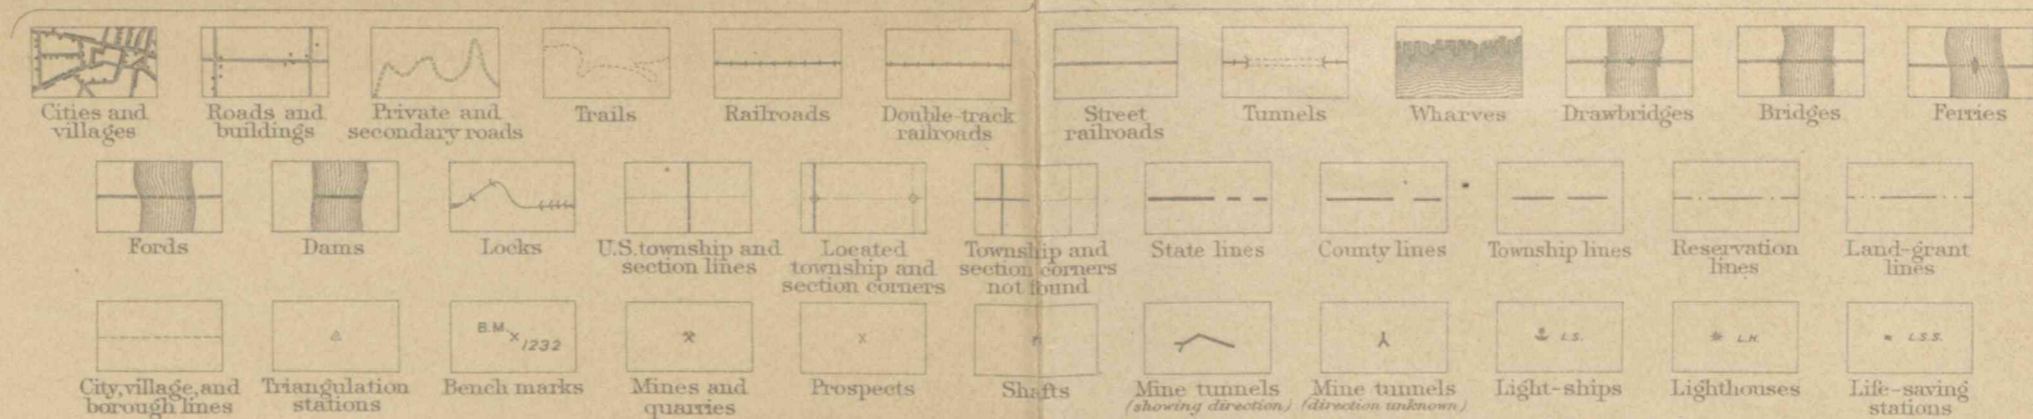 Cities and villages
Roads and buildings
Private and secondary roads
Trails
Railroads
Double-track railroads
Street railroads
Tunnels
Wharves
Drawbridges
Bridges
Ferries
Fords
Dams
Locks
U.S. township and section lines
Located township and section corners
Township and section corners not found
State lines
County lines
Township lines
Reservation lines
Land-grant lines
B.M.
1232
L.S.
L.H.
L.S.S.
City, village, and borough lines
Triangulation stations
Bench marks
Mines and quarries
Prospects
Shafts
Mine tunnels
(showing direction)
Mine tunnels
(direction unknown)
Light-ships
Lighthouses
Life-saving stations